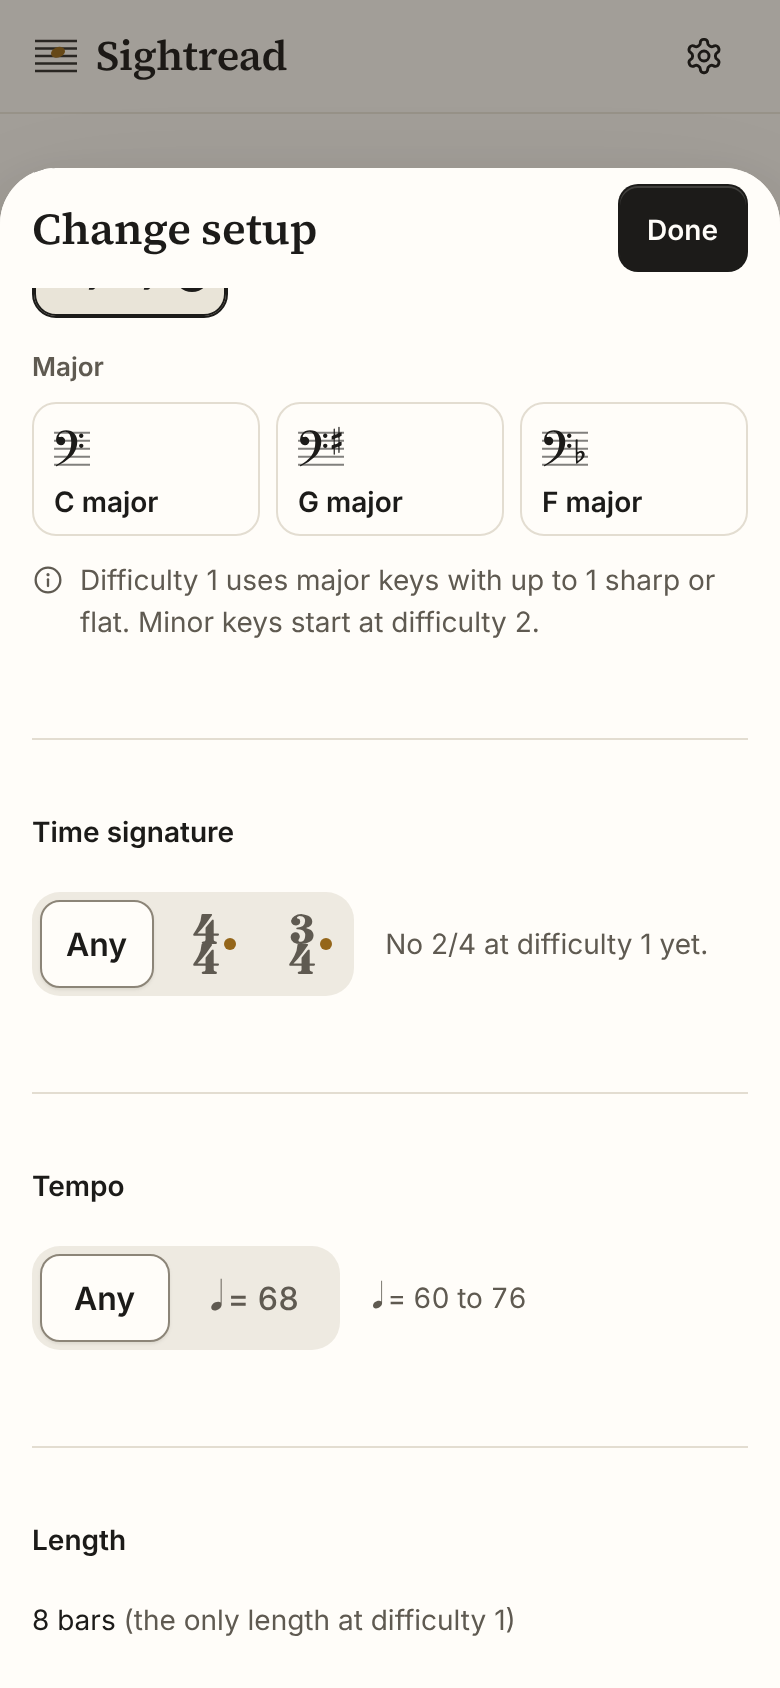 Sightread
Change setup
Done
Major
C major
G major
F major
Difficulty 1 uses major keys with up to 1 sharp or
flat. Minor keys start at difficulty 2.
Time signature
Any
4
4
3
4
No 2/4 at difficulty 1 yet.
Tempo
Any
♩= 68
♩= 60 to 76
Length
8 bars (the only length at difficulty 1)